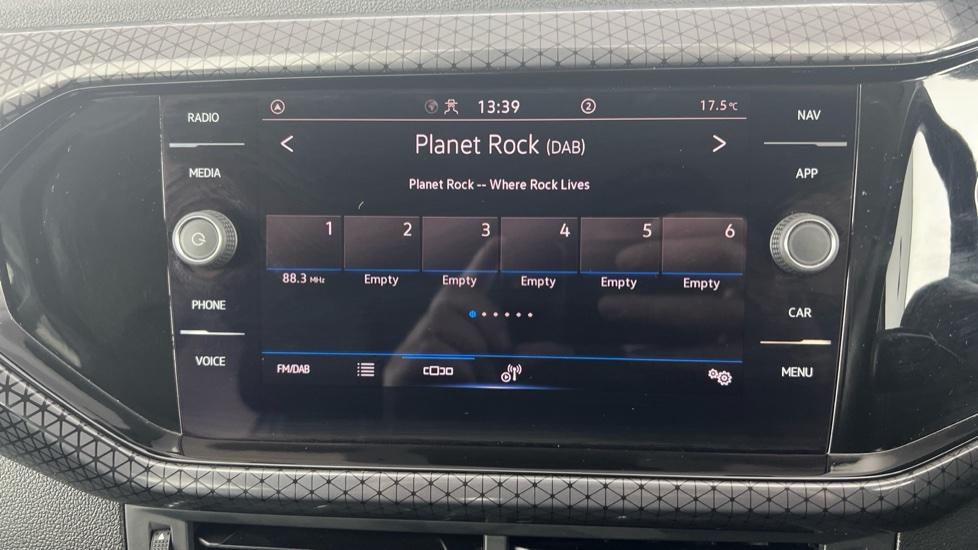 RADIO
MEDIA
PHONE
VOICE
A 13:39 2 17.5°C
< Planet Rock (DAB) >
Planet Rock -- Where Rock Lives
1 2 3 4 5 6
88.3 MHz Empty Empty Empty Empty Empty
FM/DAB
NAV
APP
CAR
MENU